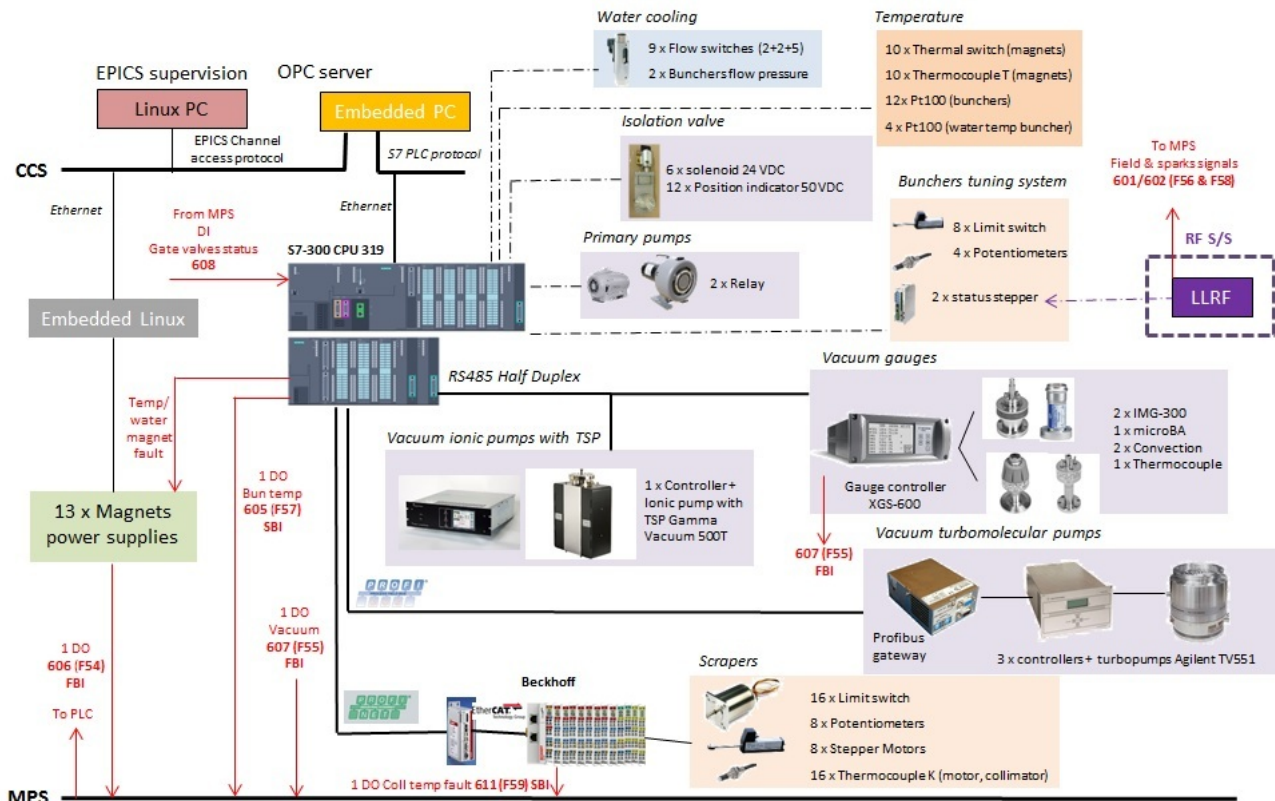 Water cooling
9 x Flow switches (2+2+5)
2 x Bunchers flow pressure
Temperature
10 x Thermal switch (magnets)
10 x Thermocouple T (magnets)
12x Pt100 (bunchers)
4 x Pt100 (water temp buncher)
EPICS supervision
Linux PC
OPC server
Embedded PC
EPICS Channel
access protocol
S7 PLC protocol
CCS
Ethernet
Ethernet
Isolation valve
6 x solenoid 24 VDC
12 x Position indicator 50 VDC
To MPS
Field & sparks signals
601/602 (F56 & F58)
Bunchers tuning system
8 x Limit switch
4 x Potentiometers
2 x status stepper
RF S/S
LLRF
From MPS
DI
Gate valves status
608
S7-300 CPU 319
Primary pumps
2 x Relay
Embedded Linux
RS485 Half Duplex
Vacuum gauges
2 x IMG-300
1 x microBA
2 x Convection
1 x Thermocouple
Gauge controller
XGS-600
Temp/
water
magnet
fault
Vacuum ionic pumps with TSP
1 x Controller+
Ionic pump with
TSP Gamma
Vacuum 500T
1 DO
Bun temp
605 (F57)
SBI
13 x Magnets
power supplies
607 (F55)
FBI
Vacuum turbomolecular pumps
Profibus
gateway
3 x controllers + turbopumps Agilent TV551
PROFI
1 DO
Vacuum
607 (F55)
FBI
1 DO
606 (F54)
FBI
To PLC
Scrapers
16 x Limit switch
8 x Potentiometers
8 x Stepper Motors
16 x Thermocouple K (motor, collimator)
Beckhoff
PROFI
NET
EtherCAT
Technology Group
1 DO Coll temp fault 611 (F59) SBI
MPS